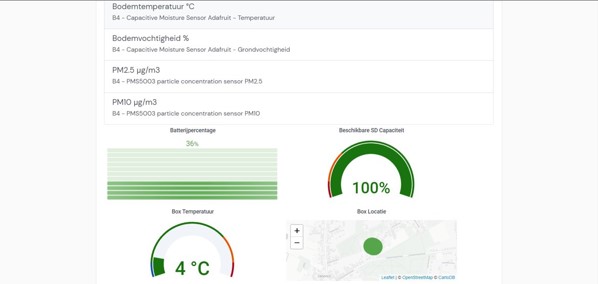 Bodemtemperatuur °C
B4 - Capacitive Moisture Sensor Adafruit - Temperatuur
Bodemvochtigheid %
B4 - Capacitive Moisture Sensor Adafruit - Grondvochtigheid
PM2.5 µg/m3
B4 - PMS5003 particle concentration sensor PM2.5
PM10 µg/m3
B4 - PMS5003 particle concentration sensor PM10
Batterijpercentage
36%
Beschikbare SD Capaciteit
100%
Box Temperatuur
4 °C
Box Locatie
+
−
Leaflet | © OpenStreetMap © CartoDB